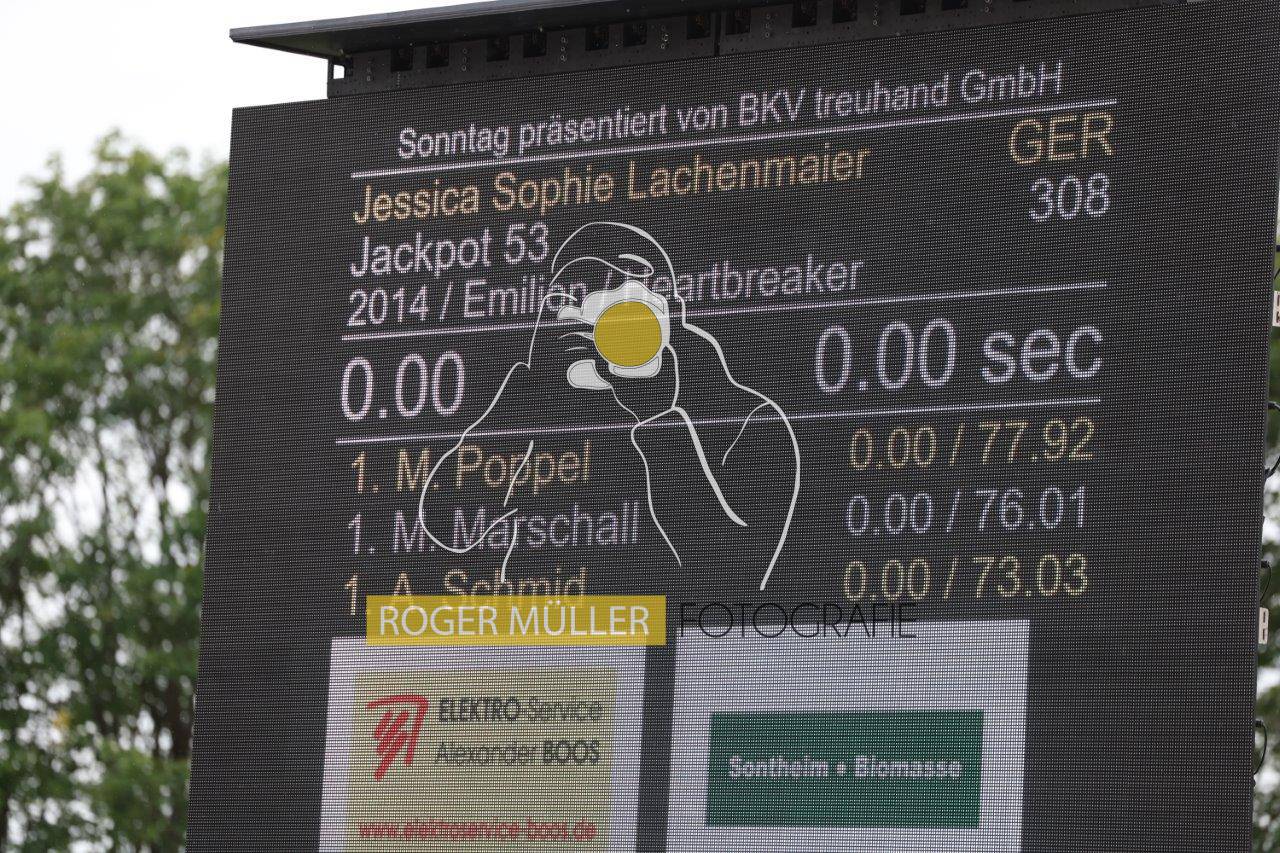 Sonntag präsentiert von BKV treuhand GmbH
Jessica Sophie Lachenmaier GER
Jackpot 53 308
2014 / Emilion / Heartbreaker
0.00 0.00 sec
1. M. Poppel 0.00 / 77.92
1. M. Marschall 0.00 / 76.01
1. A. Schmid 0.00 / 73.03
ROGER MÜLLER FOTOGRAFIE
ELEKTRO Service
Alexander BOOS
www.elektroservice-boos.de
Sontheim • Biomasse